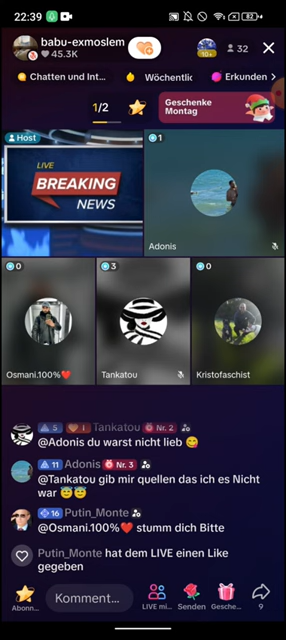 22:39
82
babu-exmoslem
45.3K
10+
32
Chatten und Int...
Wöchentlic
Erkunden
1/2
Geschenke
Montag
Host
LIVE
BREAKING
NEWS
1
Adonis
0
Osmani.100%❤️
3
Tankatou
0
Kristofaschist
5 1 Tankatou Nr. 2
@Adonis du warst nicht lieb 😋
11 Adonis Nr. 3
@Tankatou gib mir quellen das ich es Nicht
war 😇😇
16 Putin_Monte
@Osmani.100%❤️ stumm dich Bitte
Putin_Monte hat dem LIVE einen Like
gegeben
Abonn...
Komment...
LIVE mi...
Senden
Gesche...
9